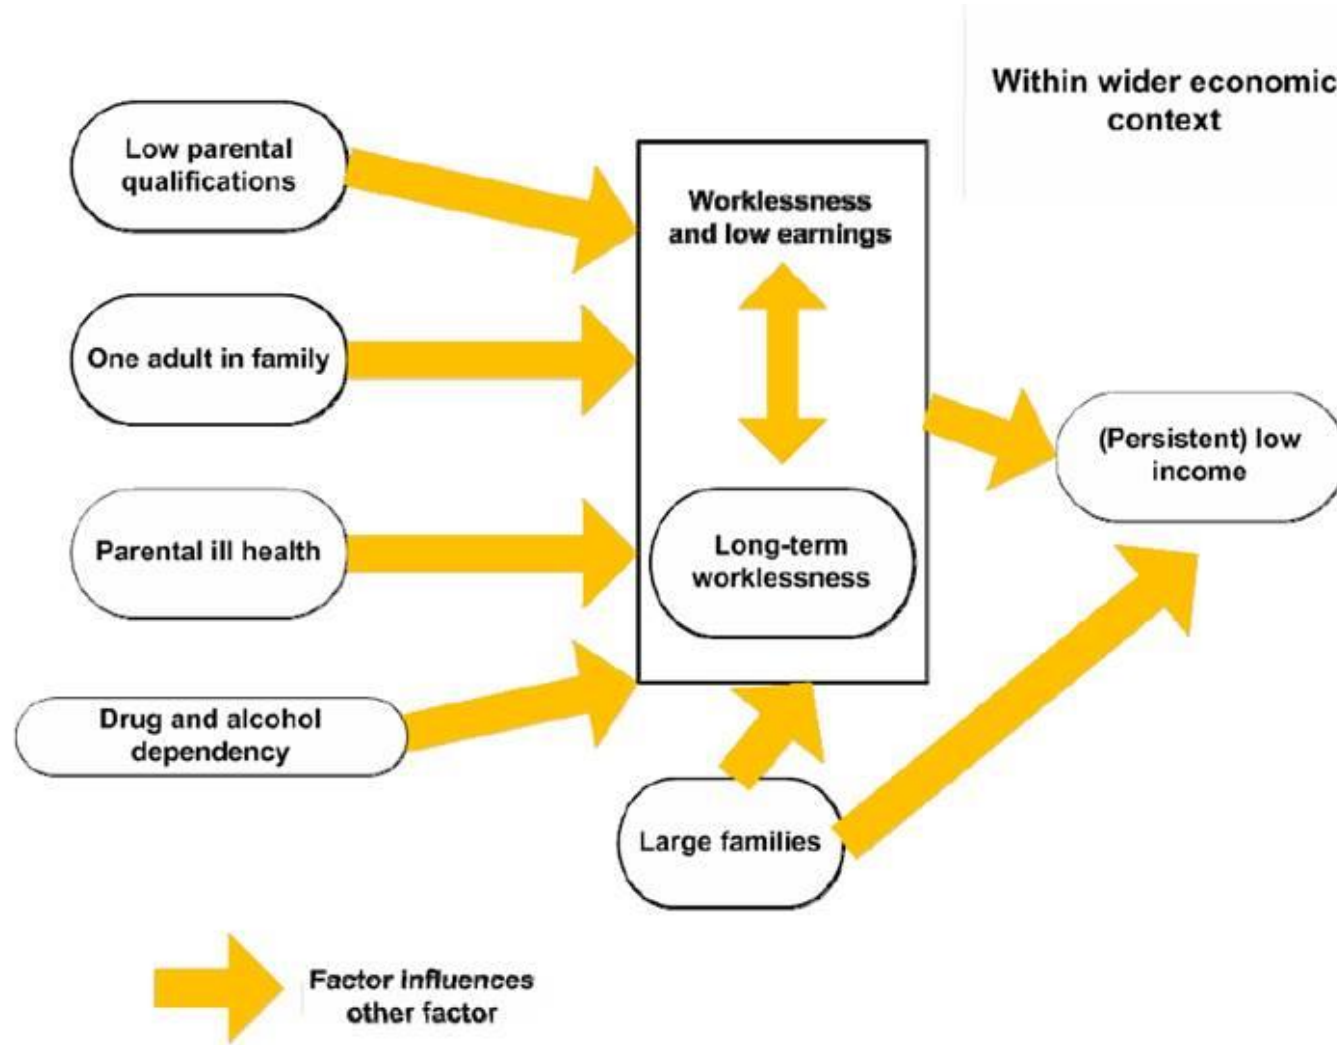 Within wider economic
context
Low parental
qualifications
Worklessness
and low earnings
One adult in family
(Persistent) low
income
Parental ill health
Long-term
worklessness
Drug and alcohol
dependency
Large families
Factor influences
other factor